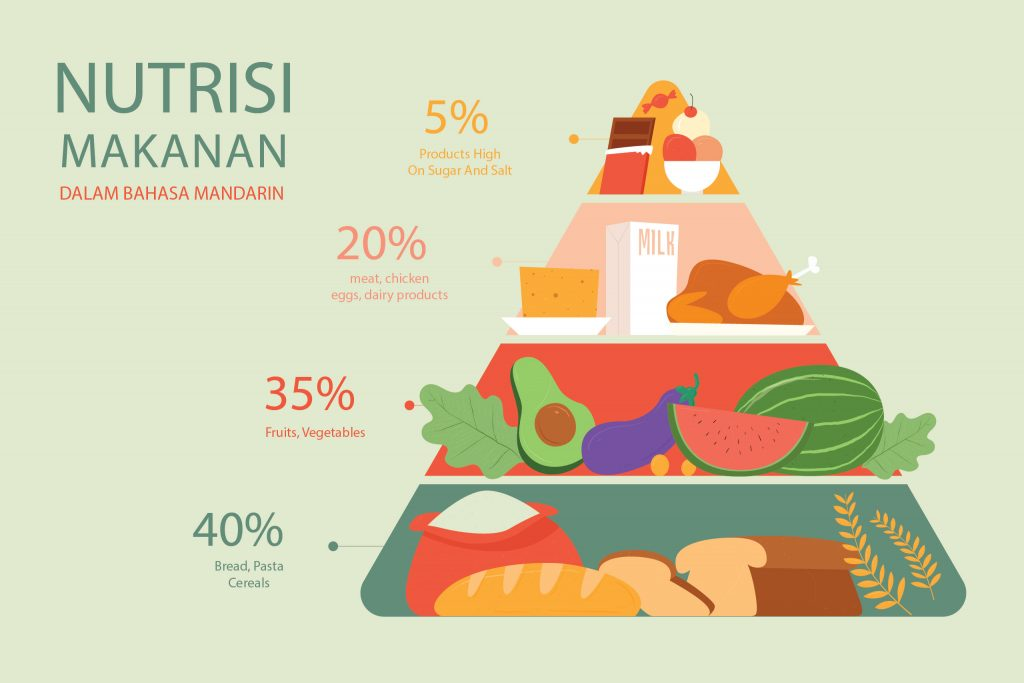 NUTRISI
MAKANAN
DALAM BAHASA MANDARIN
5%
Products High
On Sugar And Salt
20%
meat, chicken
eggs, dairy products
MILK
35%
Fruits, Vegetables
40%
Bread, Pasta
Cereals